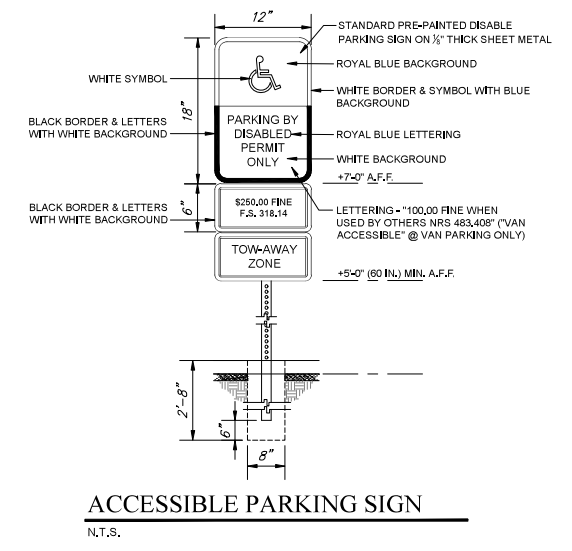 12"
STANDARD PRE-PAINTED DISABLE
PARKING SIGN ON ⅛" THICK SHEET METAL
ROYAL BLUE BACKGROUND
WHITE SYMBOL
WHITE BORDER & SYMBOL WITH BLUE
BACKGROUND
18"
BLACK BORDER & LETTERS
WITH WHITE BACKGROUND
PARKING BY
DISABLED
PERMIT
ONLY
ROYAL BLUE LETTERING
WHITE BACKGROUND
+7'-0" A.F.F.
6"
BLACK BORDER & LETTERS
WITH WHITE BACKGROUND
$250.00 FINE
F.S. 318.14
LETTERING - "100.00 FINE WHEN
USED BY OTHERS NRS 483.408" ("VAN
ACCESSIBLE" @ VAN PARKING ONLY)
TOW-AWAY
ZONE
+5'-0" (60 IN.) MIN. A.F.F.
2'-8"
6"
8"
ACCESSIBLE PARKING SIGN
N.T.S.